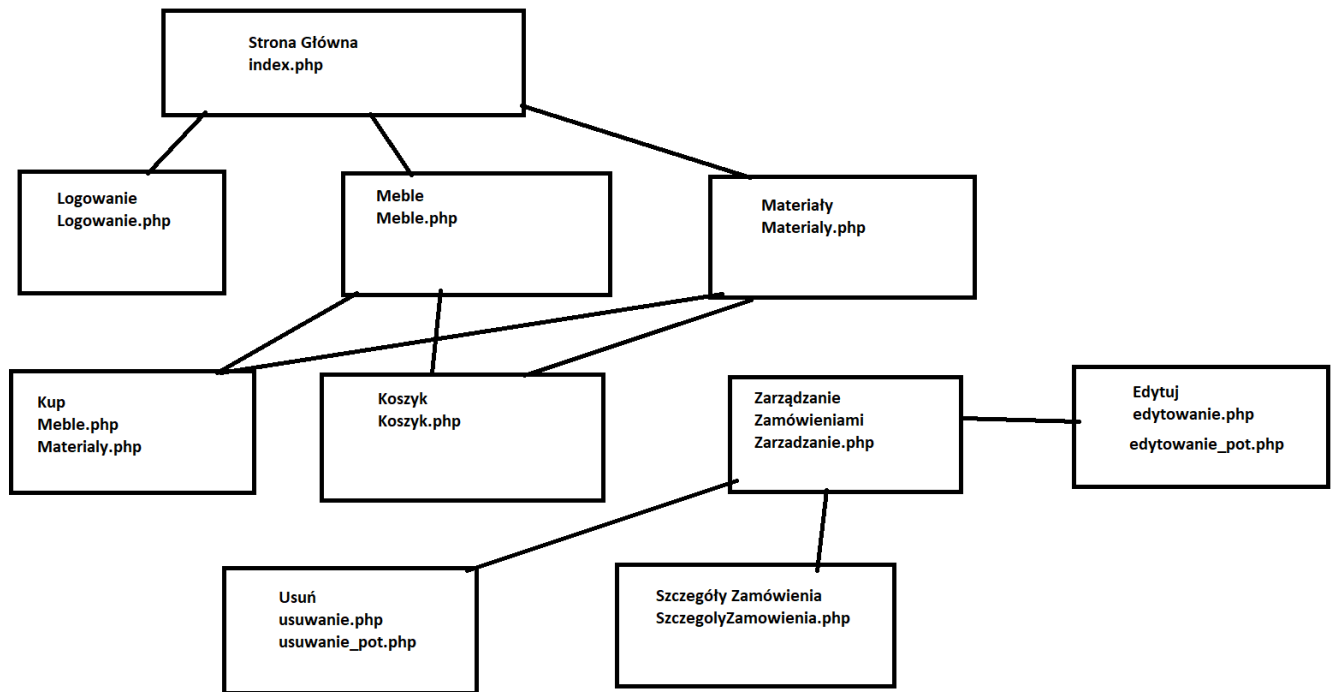 Strona Główna
index.php
Logowanie
Logowanie.php
Meble
Meble.php
Materiały
Materialy.php
Kup
Meble.php
Materialy.php
Koszyk
Koszyk.php
Zarządzanie
Zamówieniami
Zarzadzanie.php
Edytuj
edytowanie.php
edytowanie_pot.php
Usuń
usuwanie.php
usuwanie_pot.php
Szczegóły Zamówienia
SzczegolyZamowienia.php